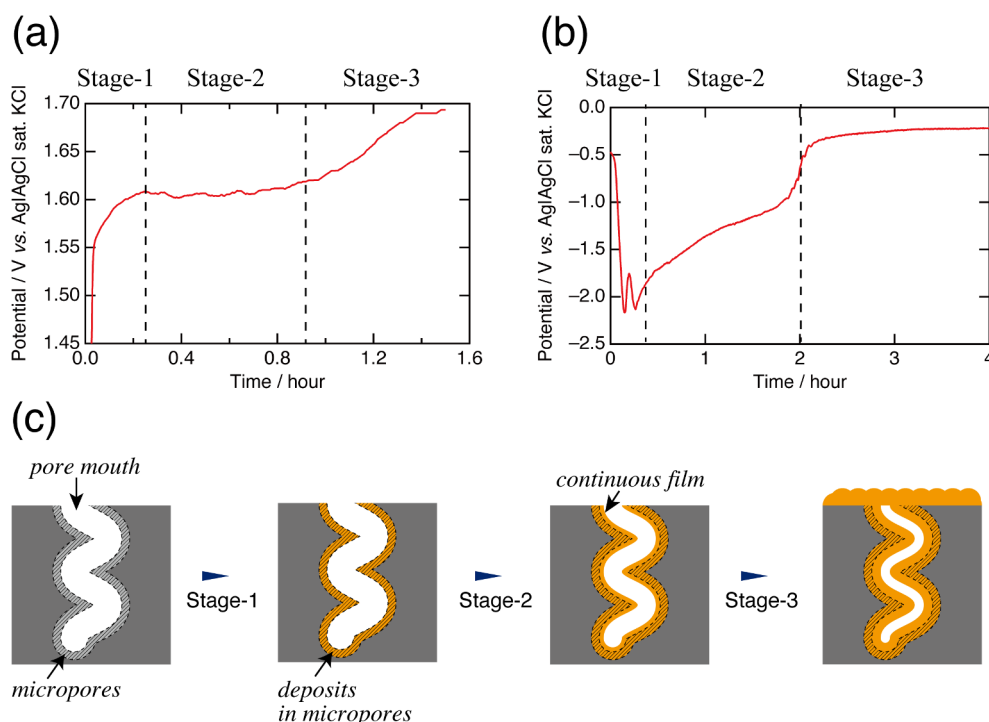 (a)
Stage-1 Stage-2 Stage-3
Potential / V vs. Ag|AgCl sat. KCl
1.70
1.65
1.60
1.55
1.50
1.45
0.0 0.4 0.8 1.2 1.6
Time / hour
(b)
Stage-1 Stage-2 Stage-3
Potential / V vs. Ag|AgCl sat. KCl
0.0
−0.5
−1.0
−1.5
−2.0
−2.5
0 1 2 3 4
Time / hour
(c)
pore mouth
micropores
Stage-1
deposits
in micropores
Stage-2
continuous film
Stage-3